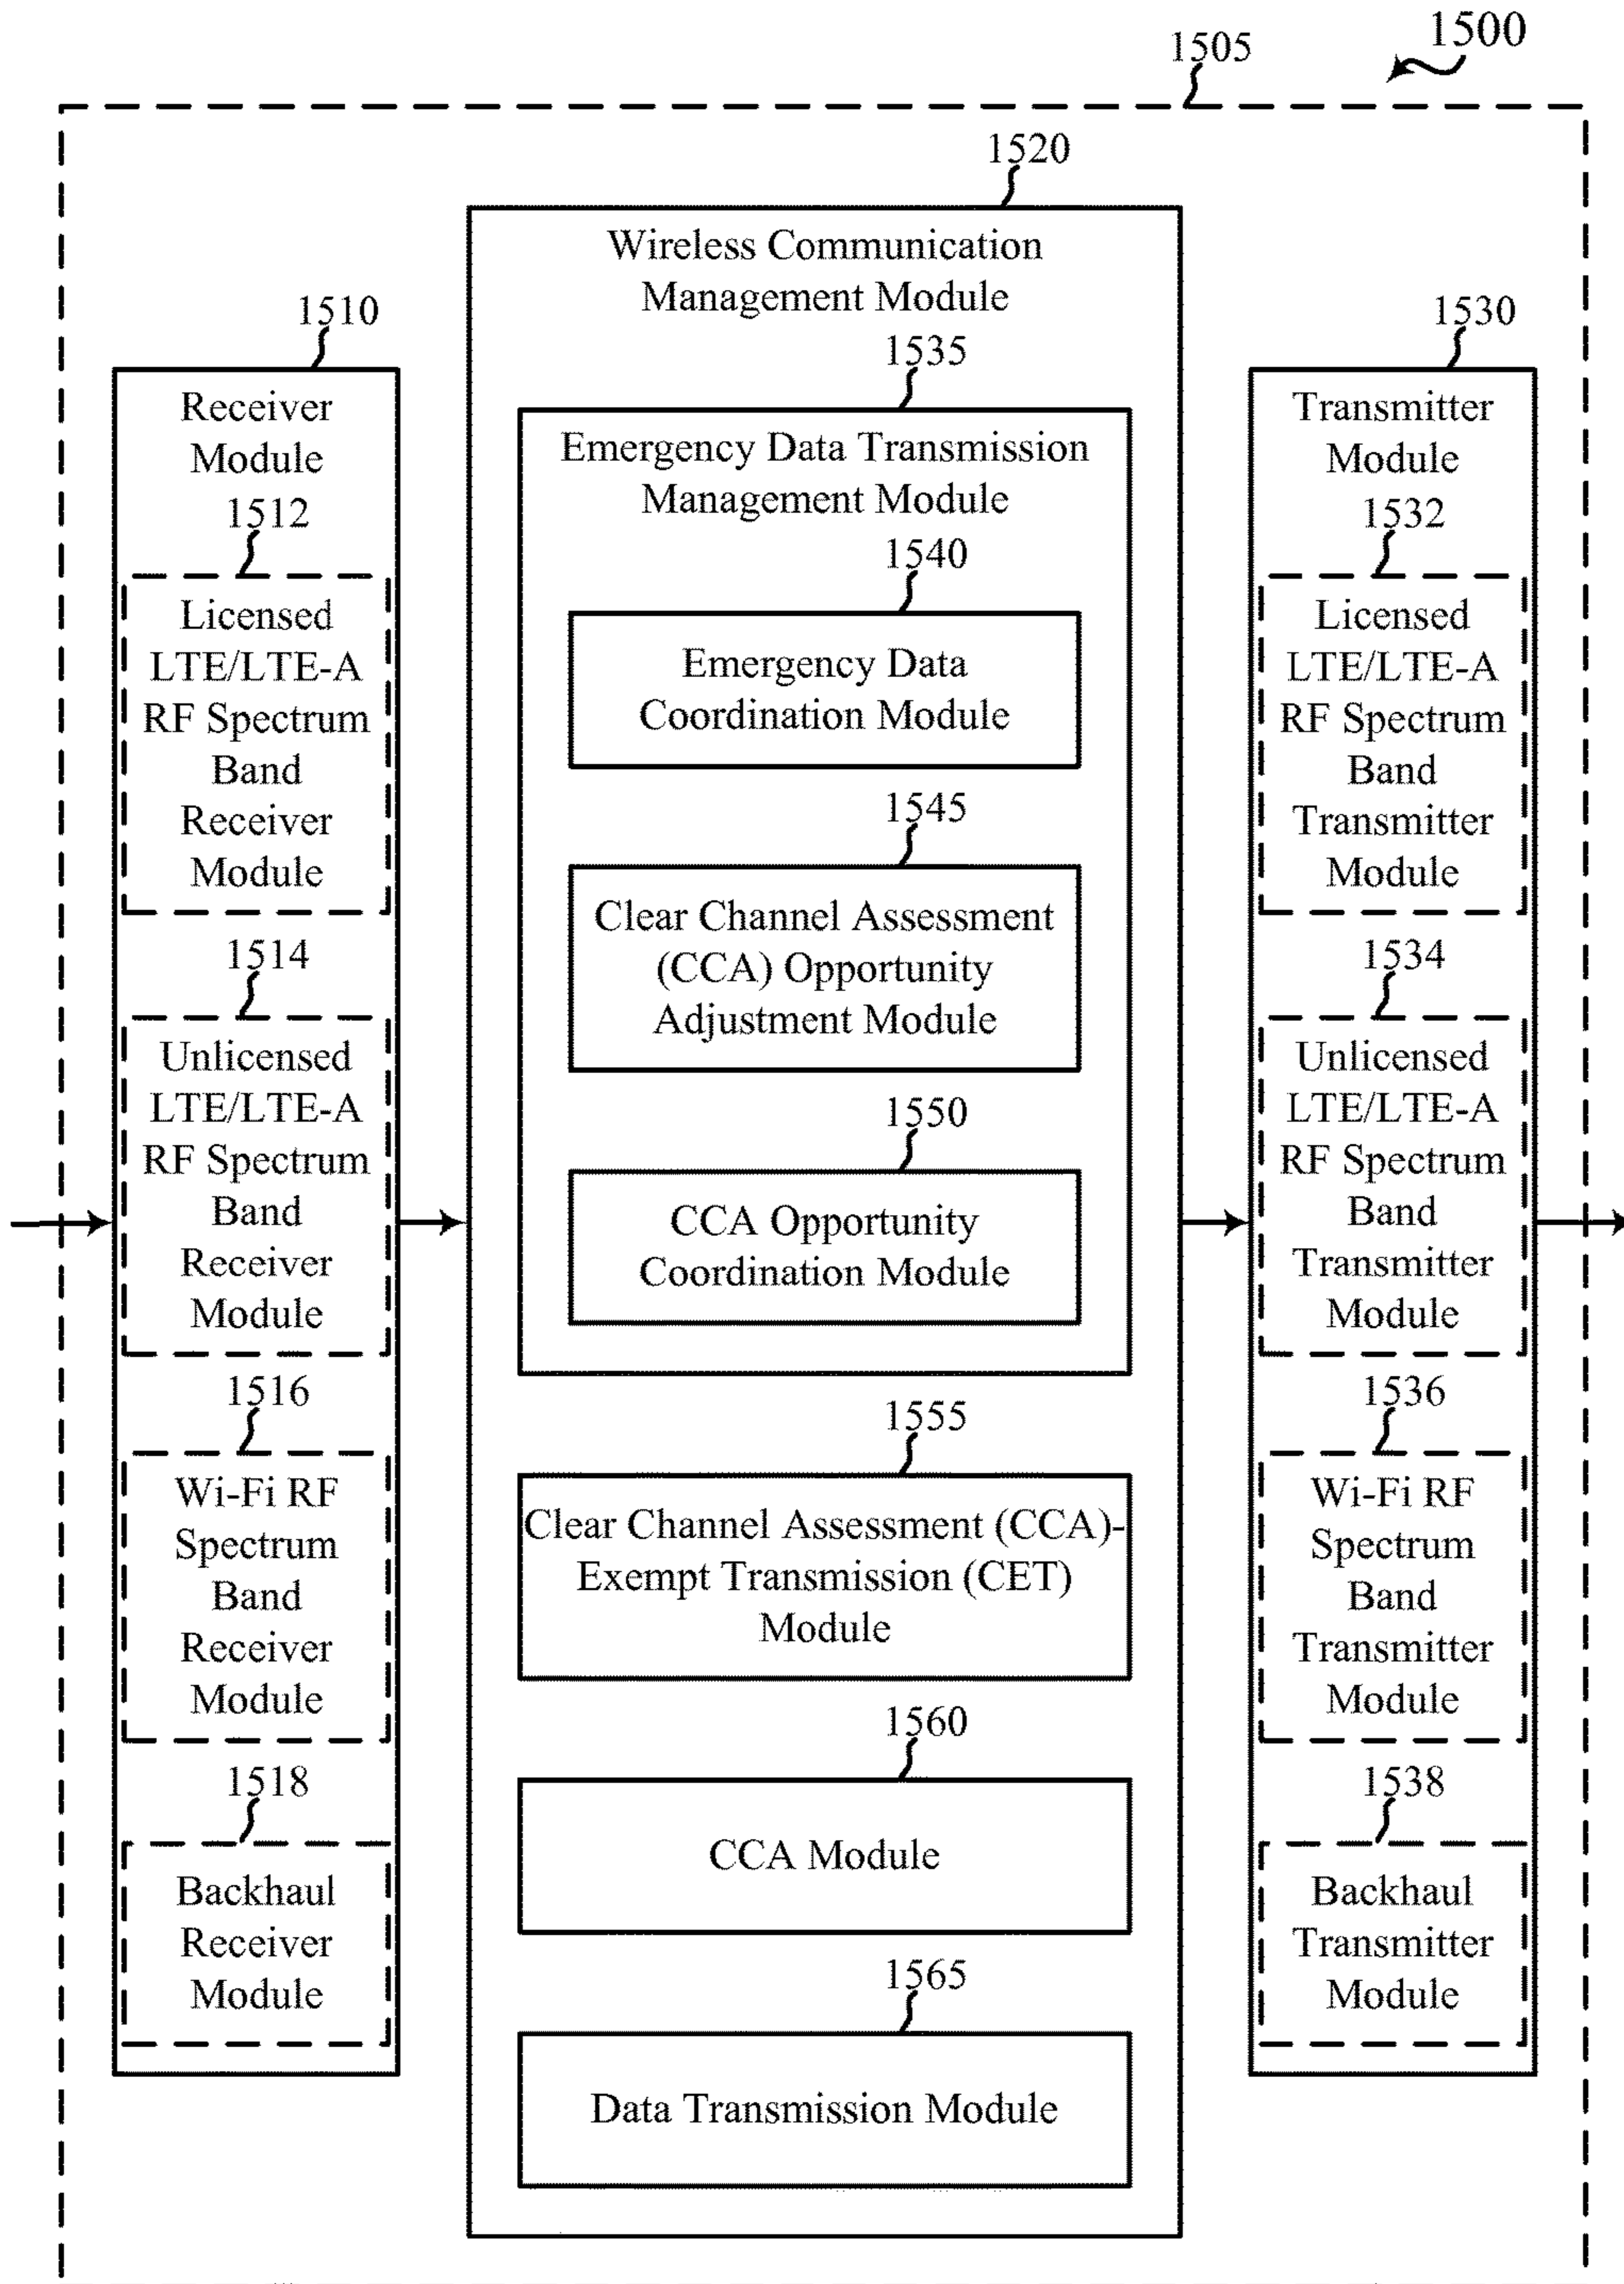 1500
1505
1520
Wireless Communication
Management Module
1510
Receiver
Module
1512
Licensed
LTE/LTE-A
RF Spectrum
Band
Receiver
Module
1514
Unlicensed
LTE/LTE-A
RF Spectrum
Band
Receiver
Module
1516
Wi-Fi RF
Spectrum
Band
Receiver
Module
1518
Backhaul
Receiver
Module
1535
Emergency Data Transmission
Management Module
1540
Emergency Data
Coordination Module
1545
Clear Channel Assessment
(CCA) Opportunity
Adjustment Module
1550
CCA Opportunity
Coordination Module
1555
Clear Channel Assessment (CCA)-
Exempt Transmission (CET)
Module
1560
CCA Module
1565
Data Transmission Module
1530
Transmitter
Module
1532
Licensed
LTE/LTE-A
RF Spectrum
Band
Transmitter
Module
1534
Unlicensed
LTE/LTE-A
RF Spectrum
Band
Transmitter
Module
1536
Wi-Fi RF
Spectrum
Band
Transmitter
Module
1538
Backhaul
Transmitter
Module